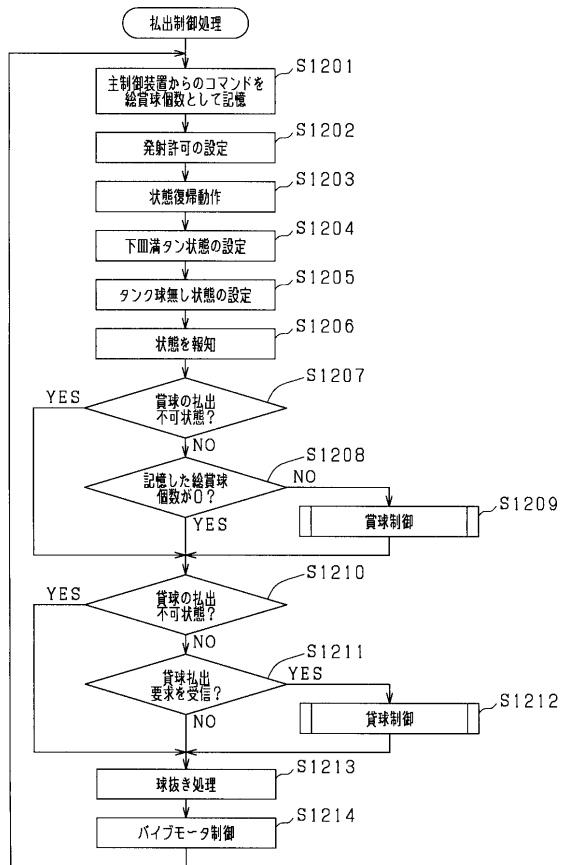 払出制御処理
S1201
主制御装置からのコマンドを
総賞球個数として記憶
S1202
発射許可の設定
S1203
状態復帰動作
S1204
下皿満タン状態の設定
S1205
タンク球無し状態の設定
S1206
状態を報知
S1207
YES
賞球の払出
不可状態?
NO
S1208
記憶した総賞球
個数が0?
NO
YES
賞球制御
S1209
S1210
YES
貸球の払出
不可状態?
NO
S1211
貸球払出
要求を受信?
YES
NO
貸球制御
S1212
S1213
球抜き処理
S1214
バイブモータ制御